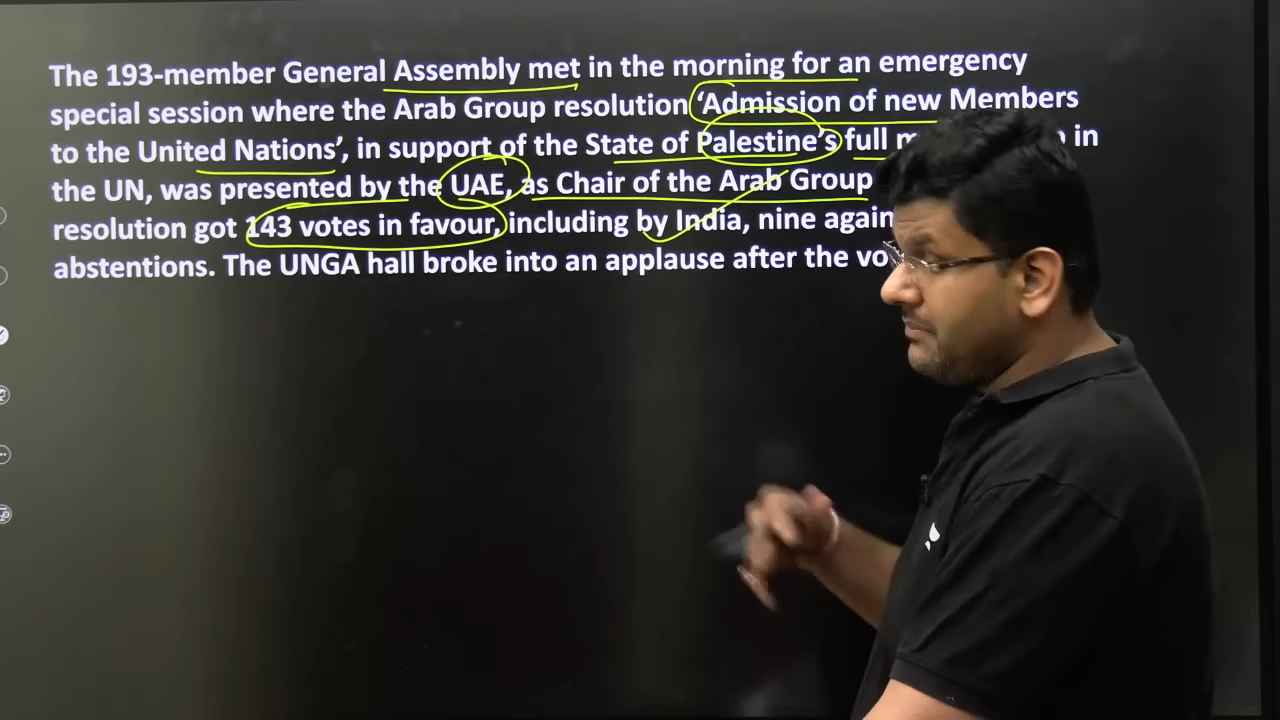 The 193-member General Assembly met in the morning for an emergency
special session where the Arab Group resolution ‘Admission of new Members
to the United Nations’, in support of the State of Palestine’s full in
the UN, was presented by the UAE, as Chair of the Arab Group
resolution got 143 votes in favour, including by India, nine
abstentions. The UNGA hall broke into an applause after the